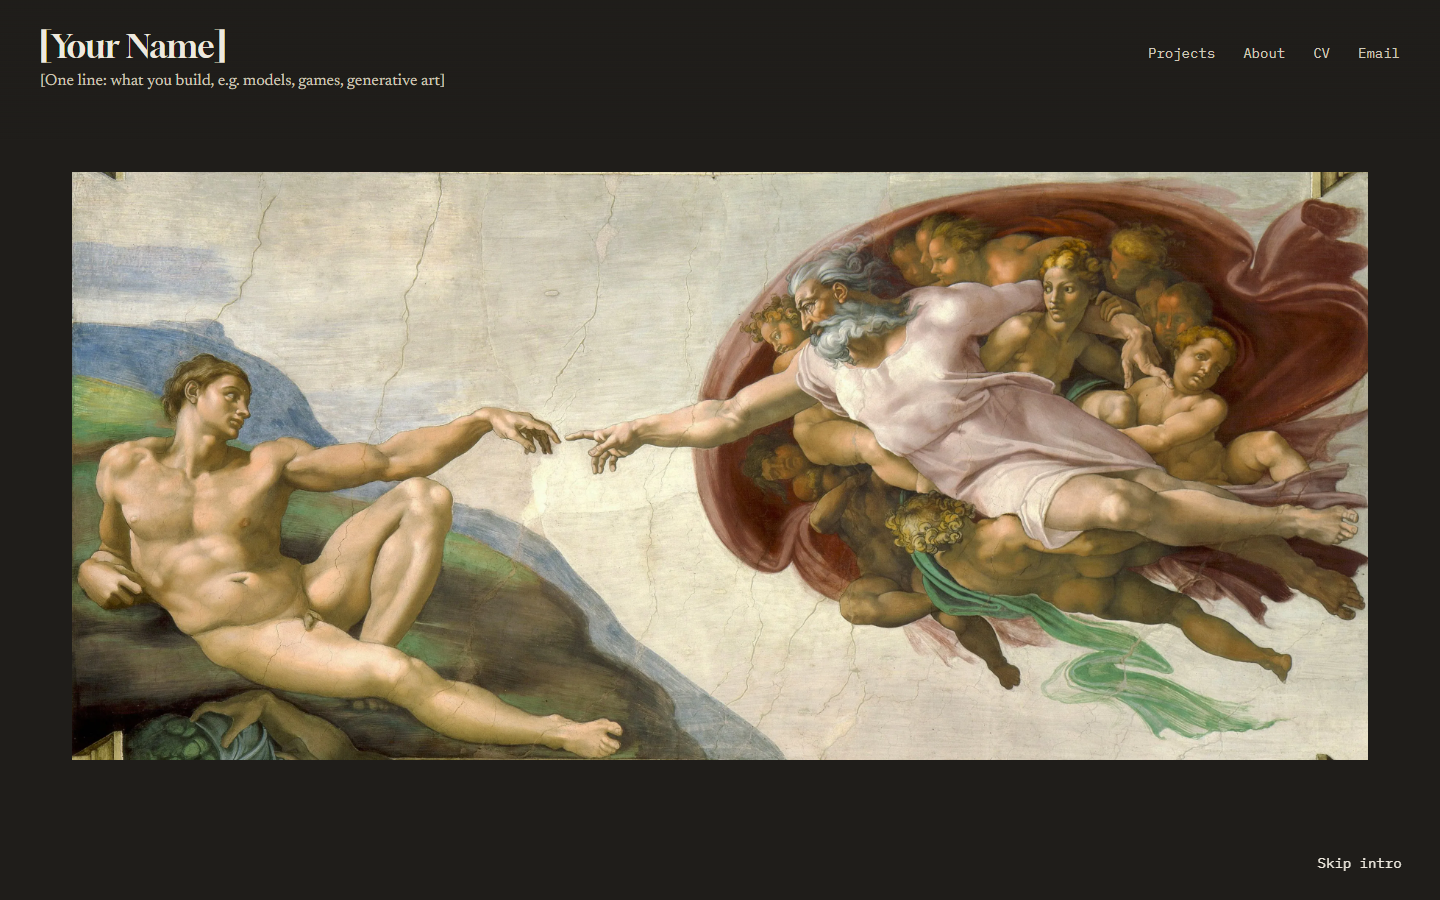 [Your Name]
[One line: what you build, e.g. models, games, generative art]
Projects About CV Email
Skip intro